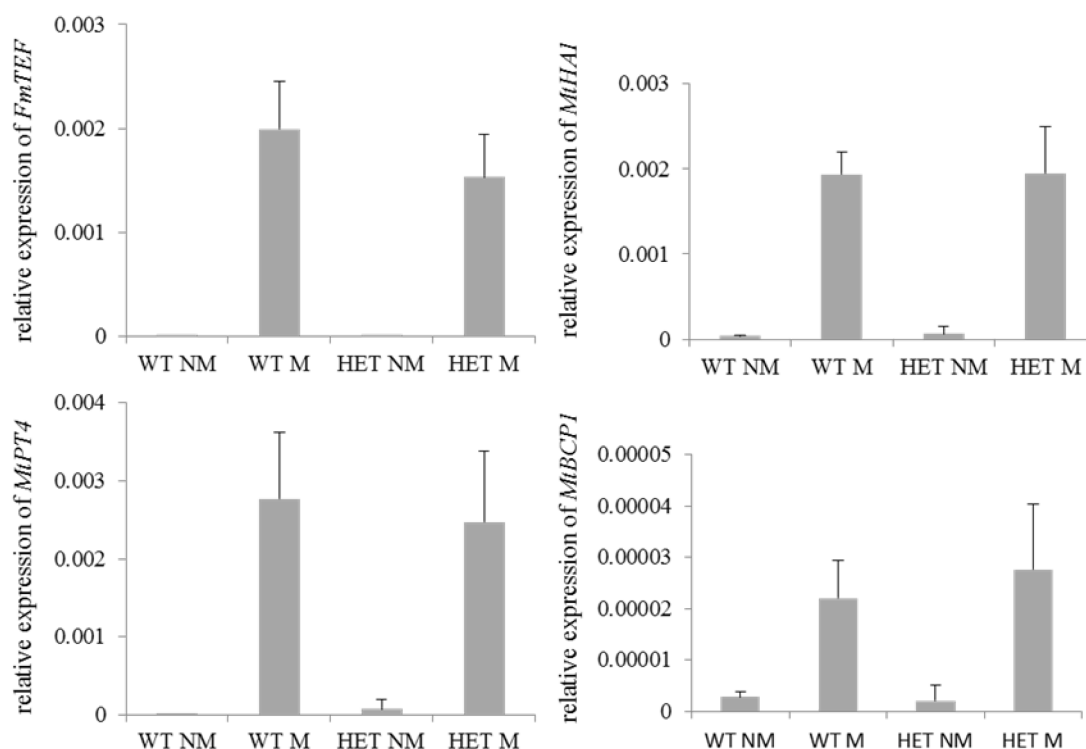 relative expression of FmTEF
0.003
0.002
0.001
0
WT NM WT M HET NM HET M
relative expression of MtHA1
0.003
0.002
0.001
0
WT NM WT M HET NM HET M
relative expression of MtPT4
0.004
0.003
0.002
0.001
0
WT NM WT M HET NM HET M
relative expression of MtBCP1
0.00005
0.00004
0.00003
0.00002
0.00001
0
WT NM WT M HET NM HET M